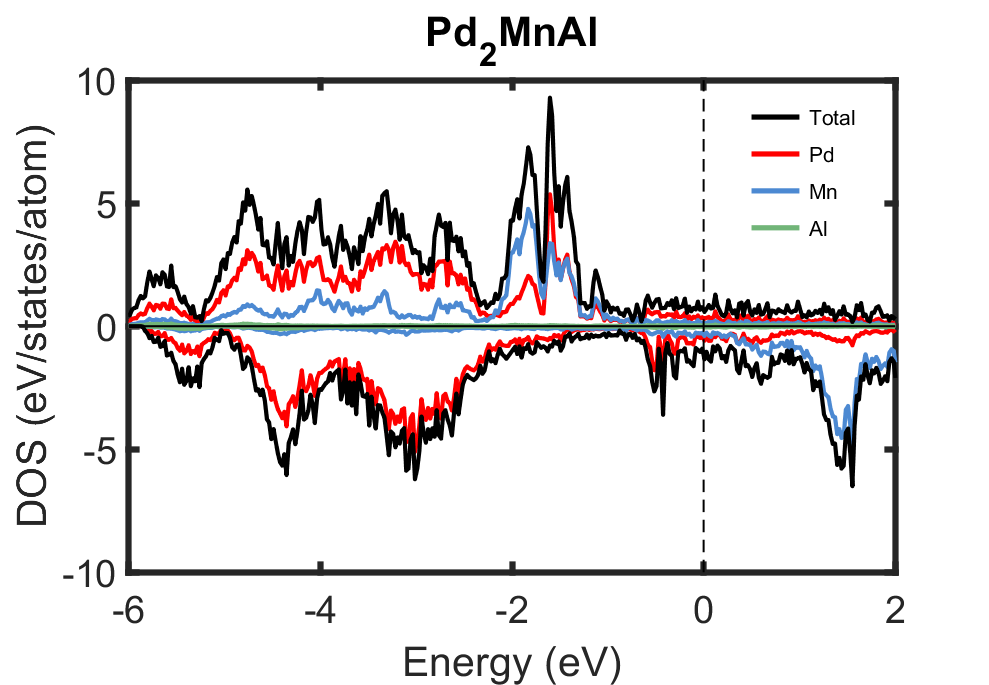 Pd2MnAl
10
5
0
-5
-10
DOS (eV/states/atom)
Total
Pd
Mn
Al
-6 -4 -2 0 2
Energy (eV)